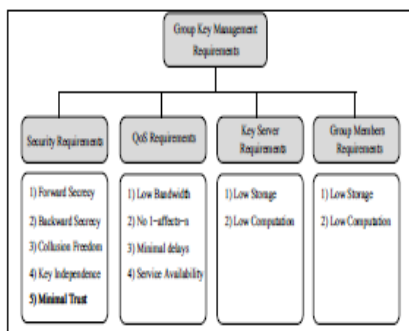 Group Key Management
Requirements
Security Requirements
QoS Requirements
Key Server
Requirements
Group Members
Requirements
1) Forward Secrecy
2) Backward Secrecy
3) Collusion Freedom
4) Key Independence
5) Minimal Trust
1) Low Bandwidth
2) No 1-affects-n
3) Minimal delays
4) Service Availability
1) Low Storage
2) Low Computation
1) Low Storage
2) Low Computation